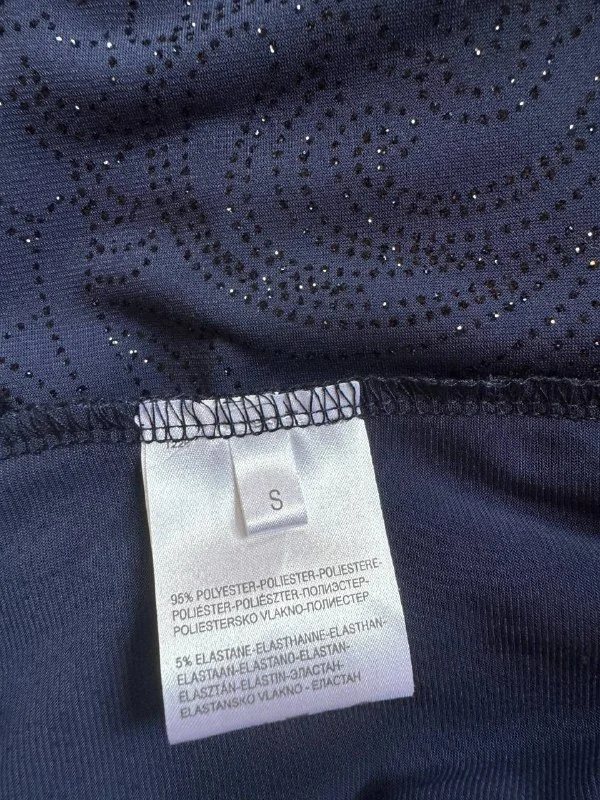 S
95% POLYESTER-POLIESTER-POLIESTERE-
POLIÉSTER-POLIÉSZTER-ПОЛИЭСТЕР-
POLIESTERSKO VLAKNO-ПОЛИЕСТЕР
5% ELASTANE-ELASTHANNE-ELASTHAN-
ELASTAAN-ELASTANO-ELASTAN-
ELASZTÁN-ELASTIN-ЭЛАСТАН-
ELASTANSKO VLAKNO - ЕЛАСТАН